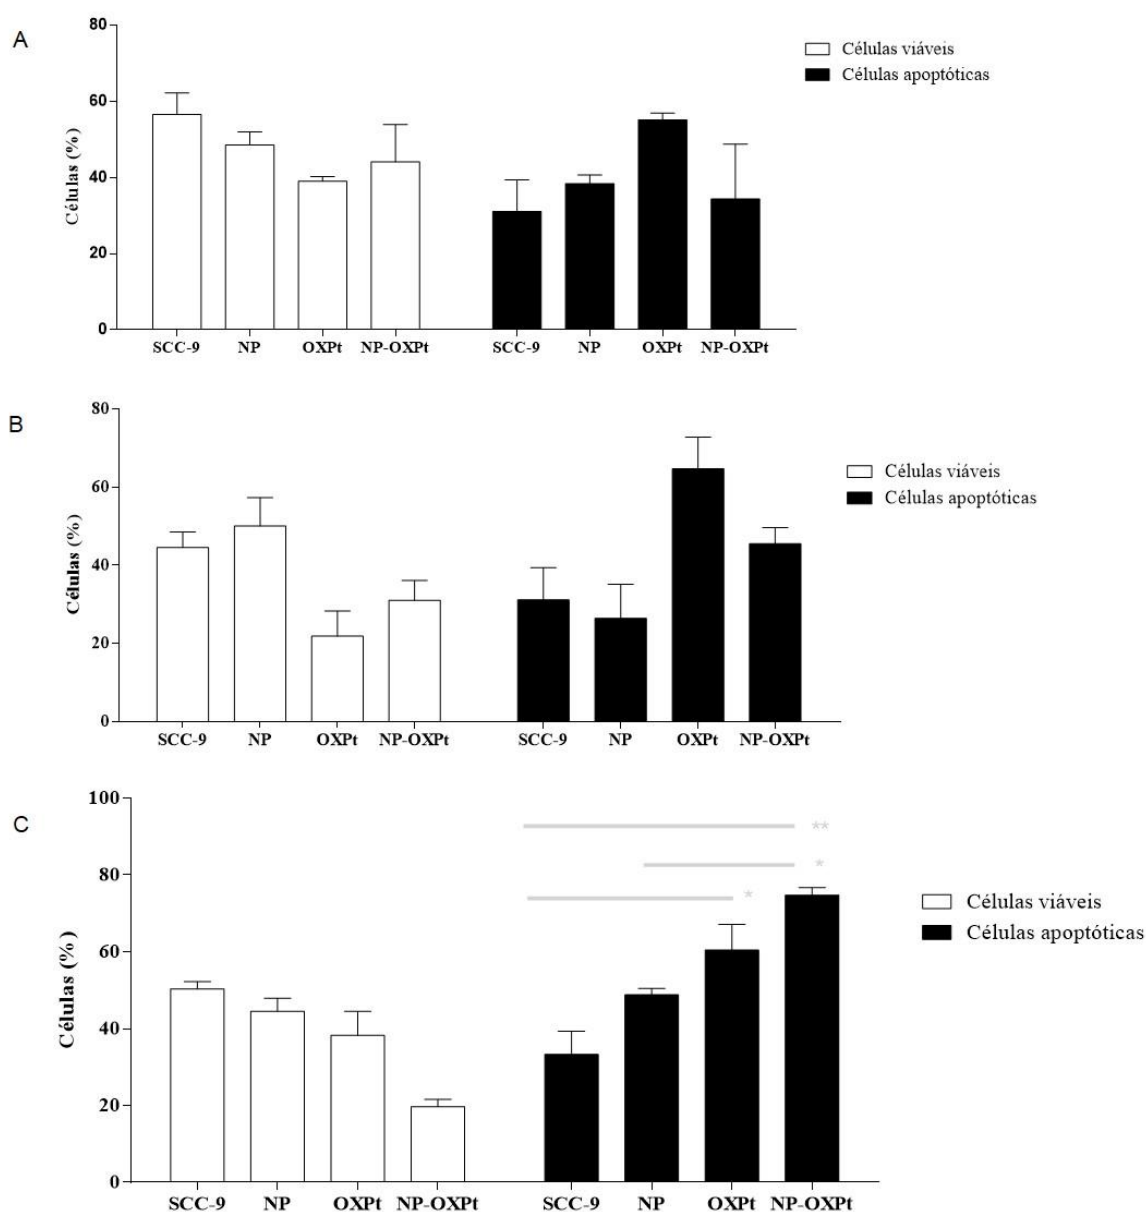 A
80
60
40
20
0
Células (%)
SCC-9 NP OXPt NP-OXPt SCC-9 NP OXPt NP-OXPt
Células viáveis
Células apoptóticas
B
80
60
40
20
0
Células (%)
SCC-9 NP OXPt NP-OXPt SCC-9 NP OXPt NP-OXPt
Células viáveis
Células apoptóticas
C
100
80
60
40
20
0
Células (%)
**
*
*
SCC-9 NP OXPt NP-OXPt SCC-9 NP OXPt NP-OXPt
Células viáveis
Células apoptóticas